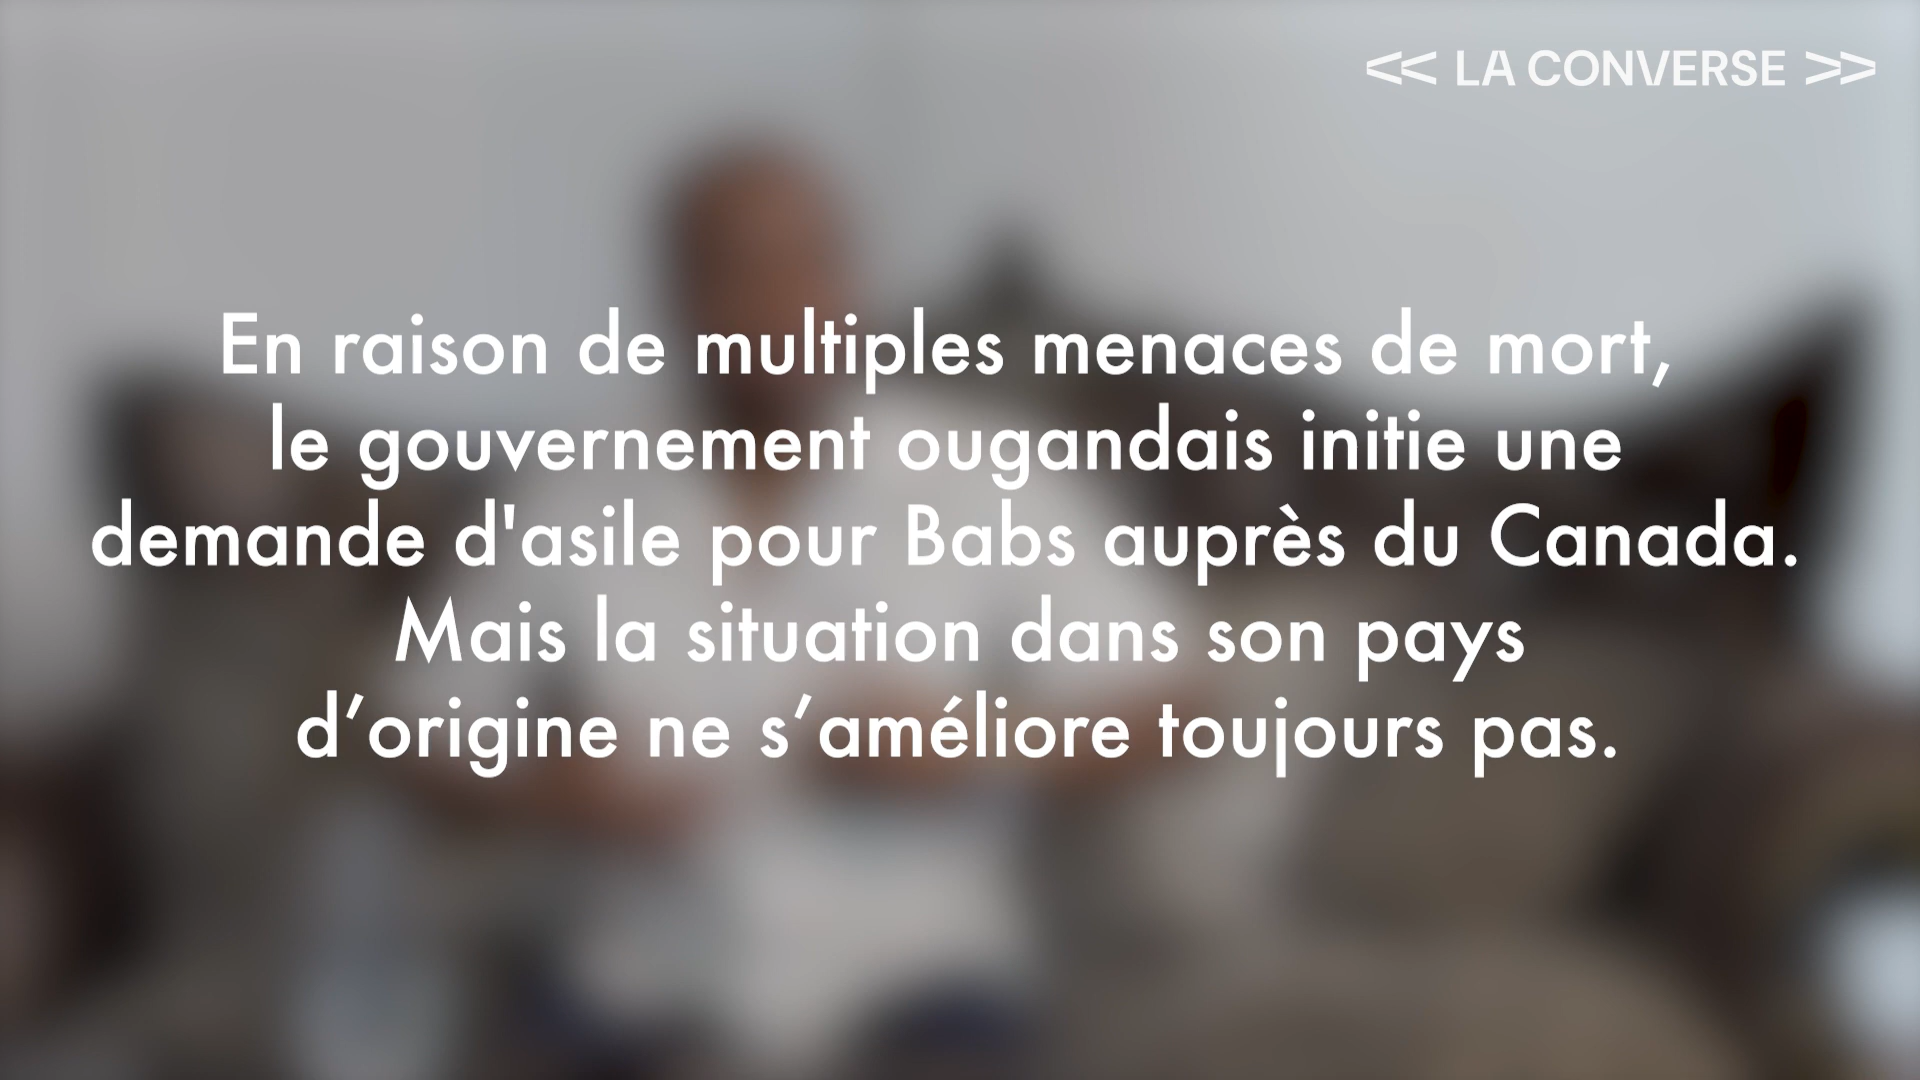 << LA CONVERSE >>
En raison de multiples menaces de mort,
le gouvernement ougandais initie une
demande d'asile pour Babs auprès du Canada.
Mais la situation dans son pays
d’origine ne s’améliore toujours pas.